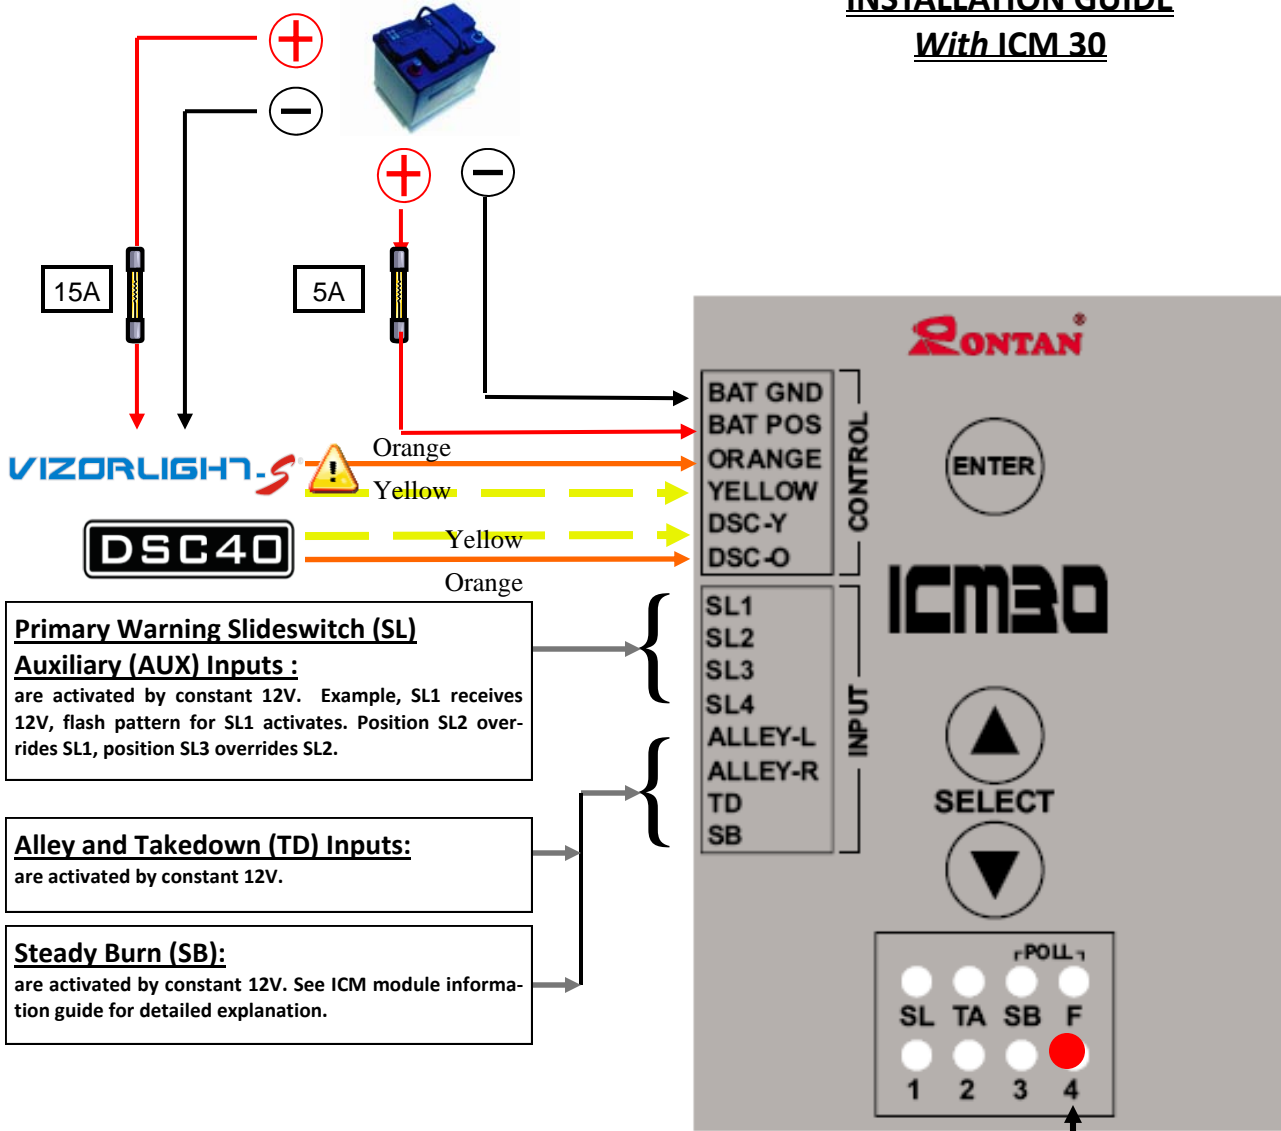 INSTALLATION GUIDE
With ICM 30
15A
5A
RONTAN®
BAT GND
BAT POS
ORANGE
YELLOW
DSC-Y
DSC-O
CONTROL
ENTER
Orange
VIZORLIGHT-S
Yellow
DSC40
Yellow
Orange
ICM30
SL1
SL2
SL3
SL4
ALLEY-L
ALLEY-R
TD
SB
INPUT
SELECT
Primary Warning Slideswitch (SL)
Auxiliary (AUX) Inputs :
are activated by constant 12V. Example, SL1 receives
12V, flash pattern for SL1 activates. Position SL2 over-
rides SL1, position SL3 overrides SL2.
Alley and Takedown (TD) Inputs:
are activated by constant 12V.
Steady Burn (SB):
are activated by constant 12V. See ICM module informa-
tion guide for detailed explanation.
POLL
SL TA SB F
1 2 3 4